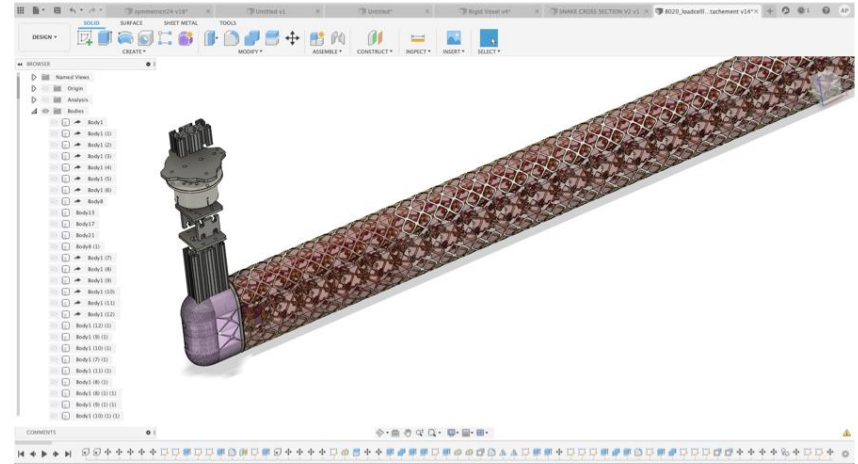 symmetrism24 v18*
Untitled v1
Untitled*
Rigid Voxel v4*
SNAKE CROSS SECTION V2 v1
8020_loadcelll...tachement v14*
AP
SOLID SURFACE SHEET METAL TOOLS
DESIGN
CREATE MODIFY ASSEMBLE CONSTRUCT INSPECT INSERT SELECT
BROWSER
Named Views
Origin
Analysis
Bodies
Body1
Body1 (1)
Body1 (2)
Body1 (3)
Body1 (4)
Body1 (5)
Body1 (6)
Body8
Body13
Body17
Body21
Body8 (1)
Body1 (7)
Body1 (8)
Body1 (9)
Body1 (10)
Body1 (11)
Body1 (12)
Body1 (12) (1)
Body1 (9) (1)
Body1 (10) (1)
Body1 (7) (1)
Body1 (11) (1)
Body1 (8) (1)
Body1 (8) (1) (1)
Body1 (9) (1) (1)
Body1 (10) (1) (1)
COMMENTS